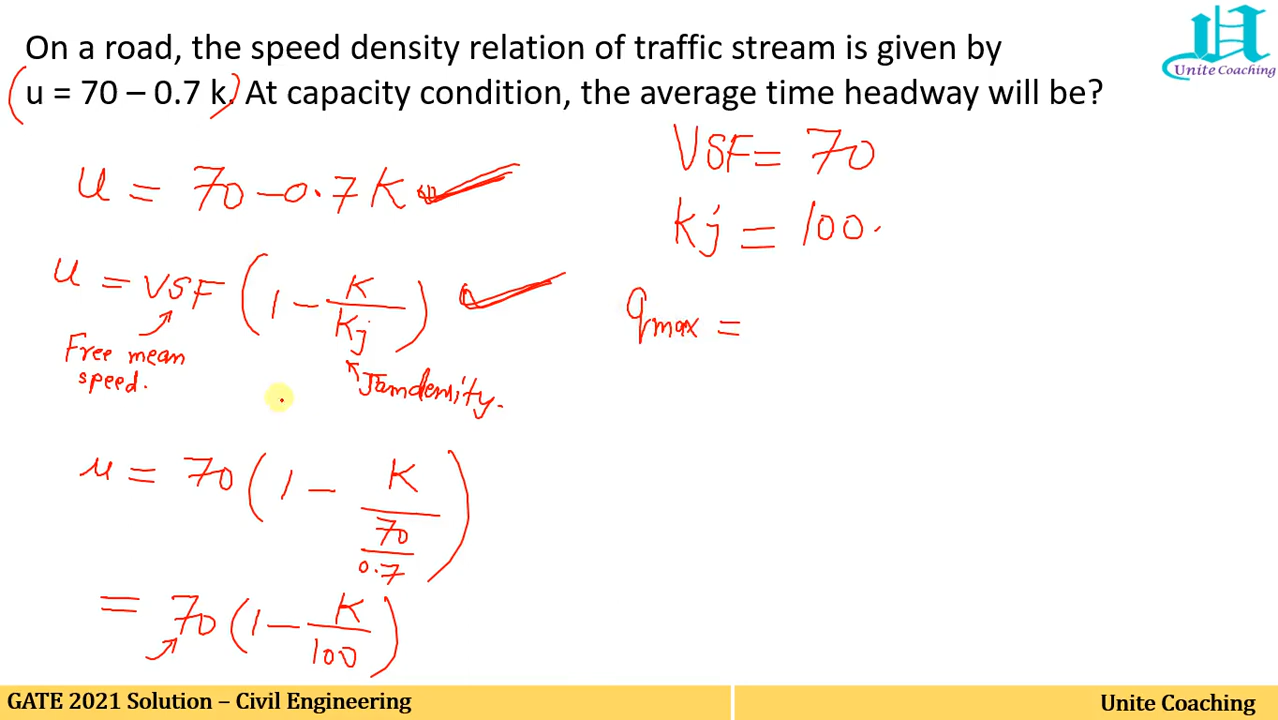 On a road, the speed density relation of traffic stream is given by
u = 70 – 0.7 k. At capacity condition, the average time headway will be?
Unite Coaching
u = 70 - 0.7 K
u = VSF ( 1 - K / Kj )
Free mean
speed.
Jamdensity.
u = 70 ( 1 - K / 70 / 0.7 )
= 70 ( 1 - K / 100 )
VSF = 70
Kj = 100.
qmax =
GATE 2021 Solution – Civil Engineering
Unite Coaching